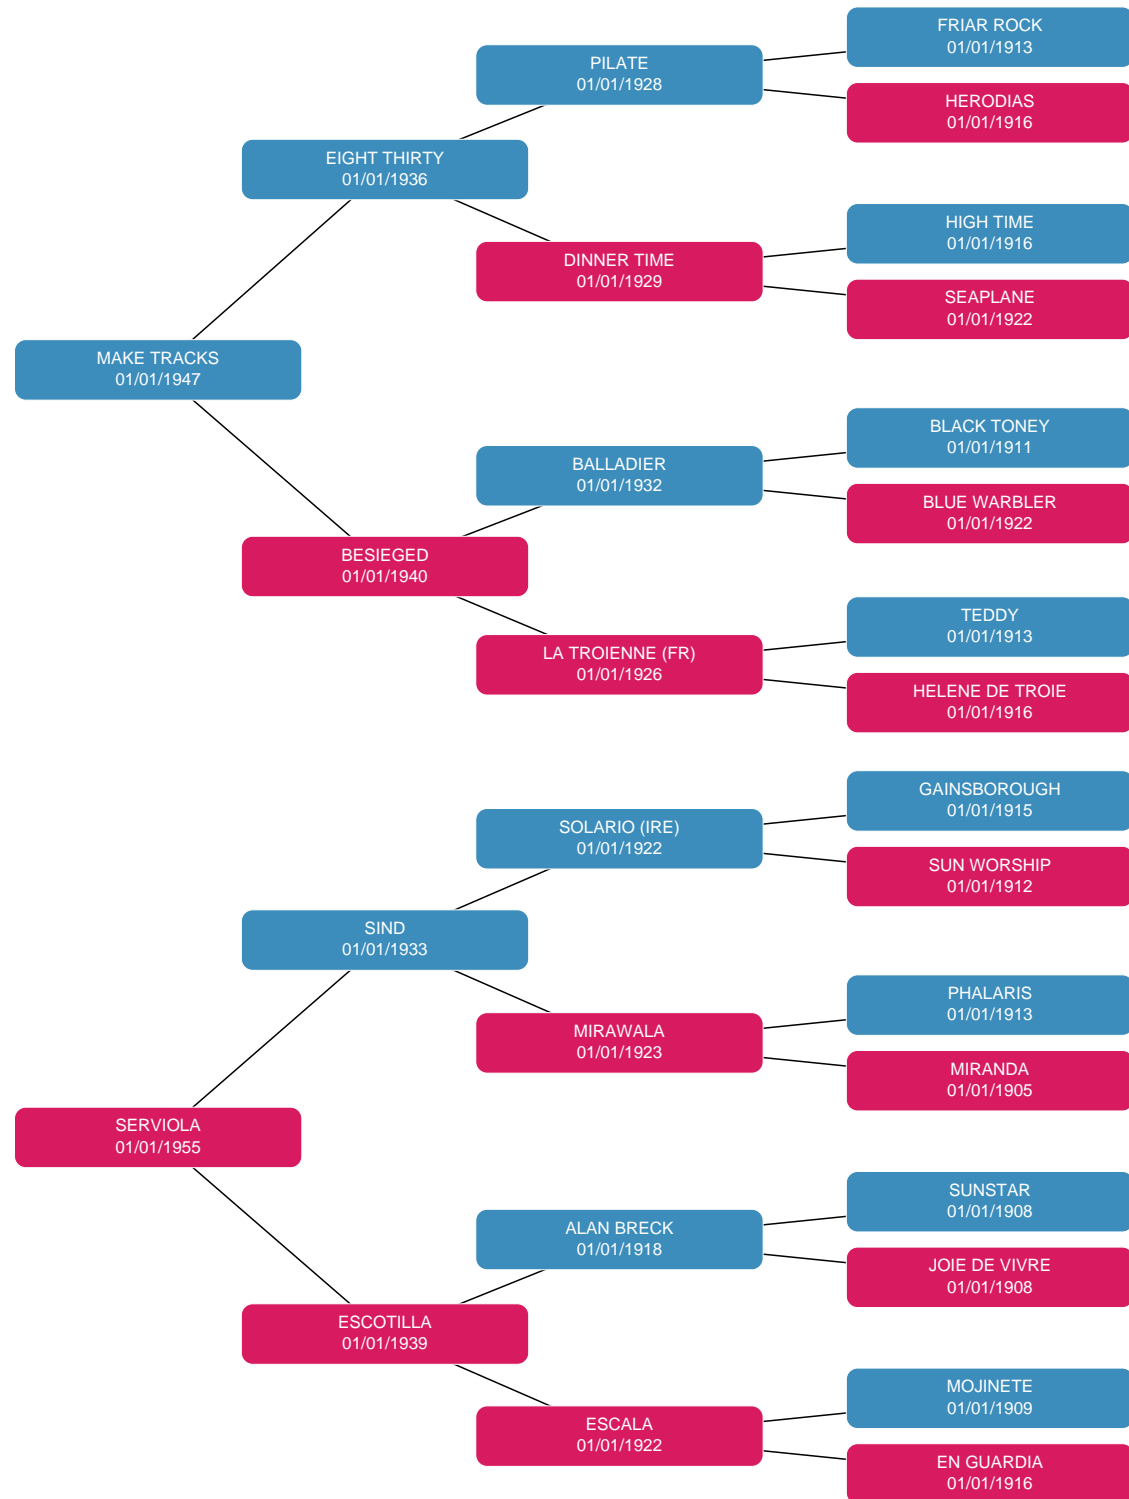 FRIAR ROCK
01/01/1913
PILATE
01/01/1928
HERODIAS
01/01/1916
EIGHT THIRTY
01/01/1936
HIGH TIME
01/01/1916
DINNER TIME
01/01/1929
SEAPLANE
01/01/1922
MAKE TRACKS
01/01/1947
BLACK TONEY
01/01/1911
BALLADIER
01/01/1932
BLUE WARBLER
01/01/1922
BESIEGED
01/01/1940
TEDDY
01/01/1913
LA TROIENNE (FR)
01/01/1926
HELENE DE TROIE
01/01/1916
GAINSBOROUGH
01/01/1915
SOLARIO (IRE)
01/01/1922
SUN WORSHIP
01/01/1912
SIND
01/01/1933
PHALARIS
01/01/1913
MIRAWALA
01/01/1923
MIRANDA
01/01/1905
SERVIOLA
01/01/1955
SUNSTAR
01/01/1908
ALAN BRECK
01/01/1918
JOIE DE VIVRE
01/01/1908
ESCOTILLA
01/01/1939
MOJINETE
01/01/1909
ESCALA
01/01/1922
EN GUARDIA
01/01/1916